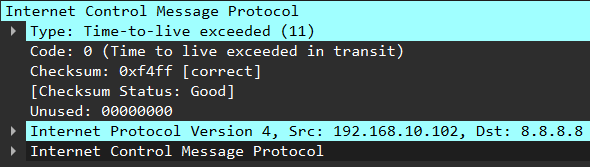 Internet Control Message Protocol
Type: Time-to-live exceeded (11)
Code: 0 (Time to live exceeded in transit)
Checksum: 0xf4ff [correct]
[Checksum Status: Good]
Unused: 00000000
Internet Protocol Version 4, Src: 192.168.10.102, Dst: 8.8.8.8
Internet Control Message Protocol